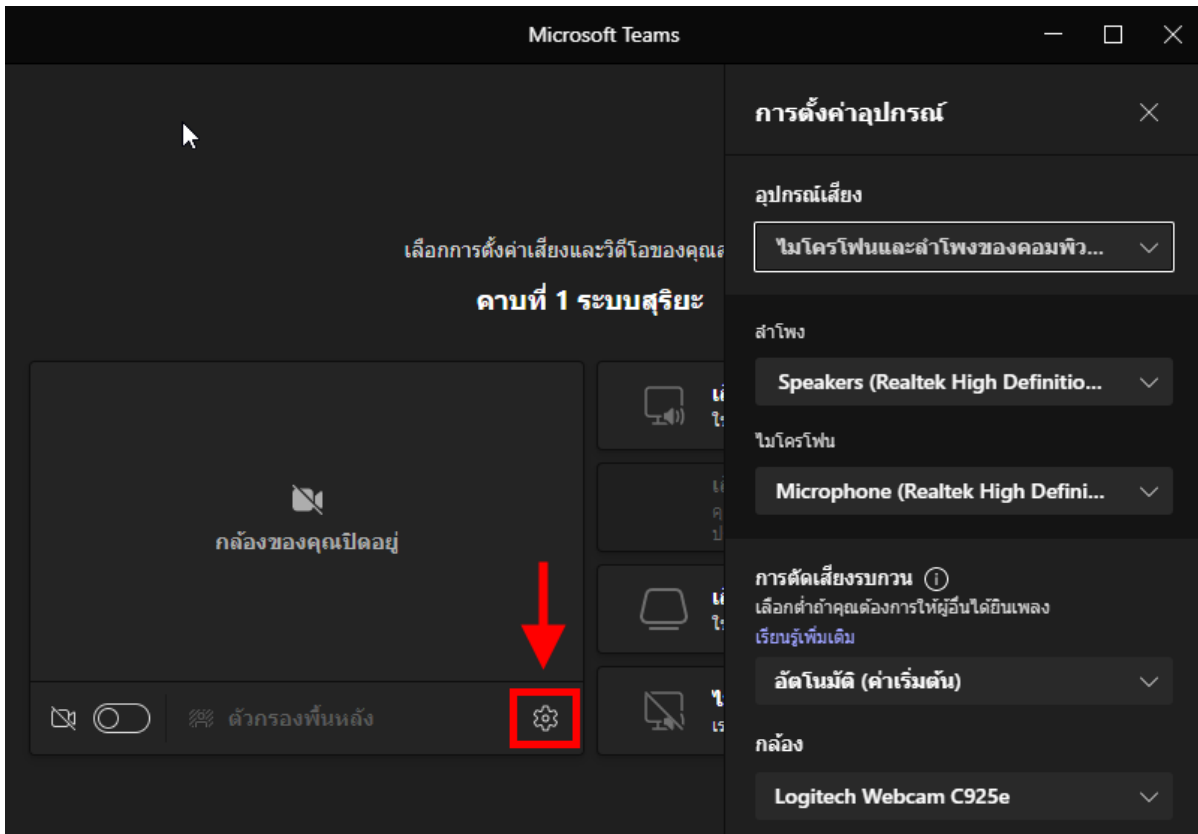 Microsoft Teams
เลือกการตั้งค่าเสียงและวิดีโอของคุณ
คาบที่ 1 ระบบสุริยะ
กล้องของคุณปิดอยู่
ตัวกรองพื้นหลัง
การตั้งค่าอุปกรณ์
อุปกรณ์เสียง
ไมโครโฟนและลำโพงของคอมพิว...
ลำโพง
Speakers (Realtek High Definitio...
ไมโครโฟน
Microphone (Realtek High Defini...
การตัดเสียงรบกวน
เลือกต่ำถ้าคุณต้องการให้ผู้อื่นได้ยินเพลง
เรียนรู้เพิ่มเติม
อัตโนมัติ (ค่าเริ่มต้น)
กล้อง
Logitech Webcam C925e